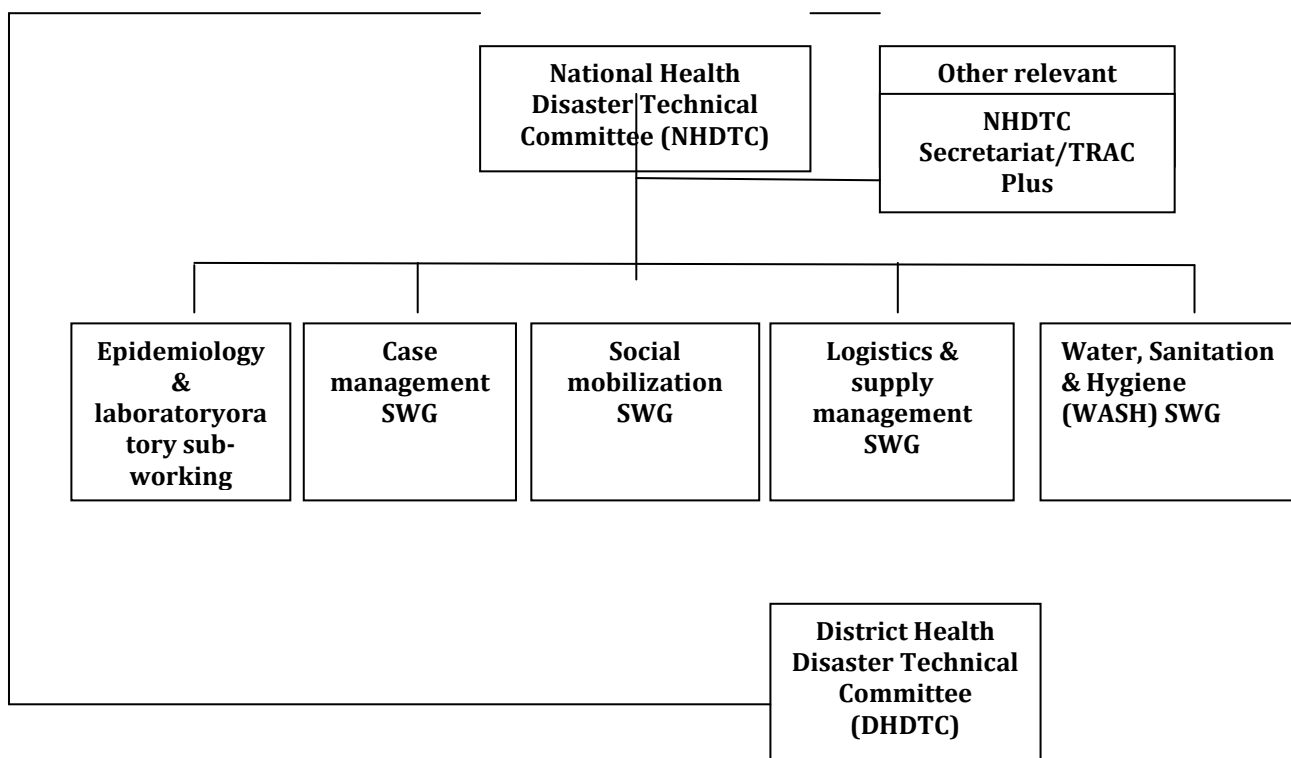 National Health
Disaster Technical
Committee (NHDTC)
Other relevant
NHDTC
Secretariat/TRAC
Plus
Epidemiology
&
laboratoryora
tory sub-
working
Case
management
SWG
Social
mobilization
SWG
Logistics &
supply
management
SWG
Water, Sanitation
& Hygiene
(WASH) SWG
District Health
Disaster Technical
Committee
(DHDTC)